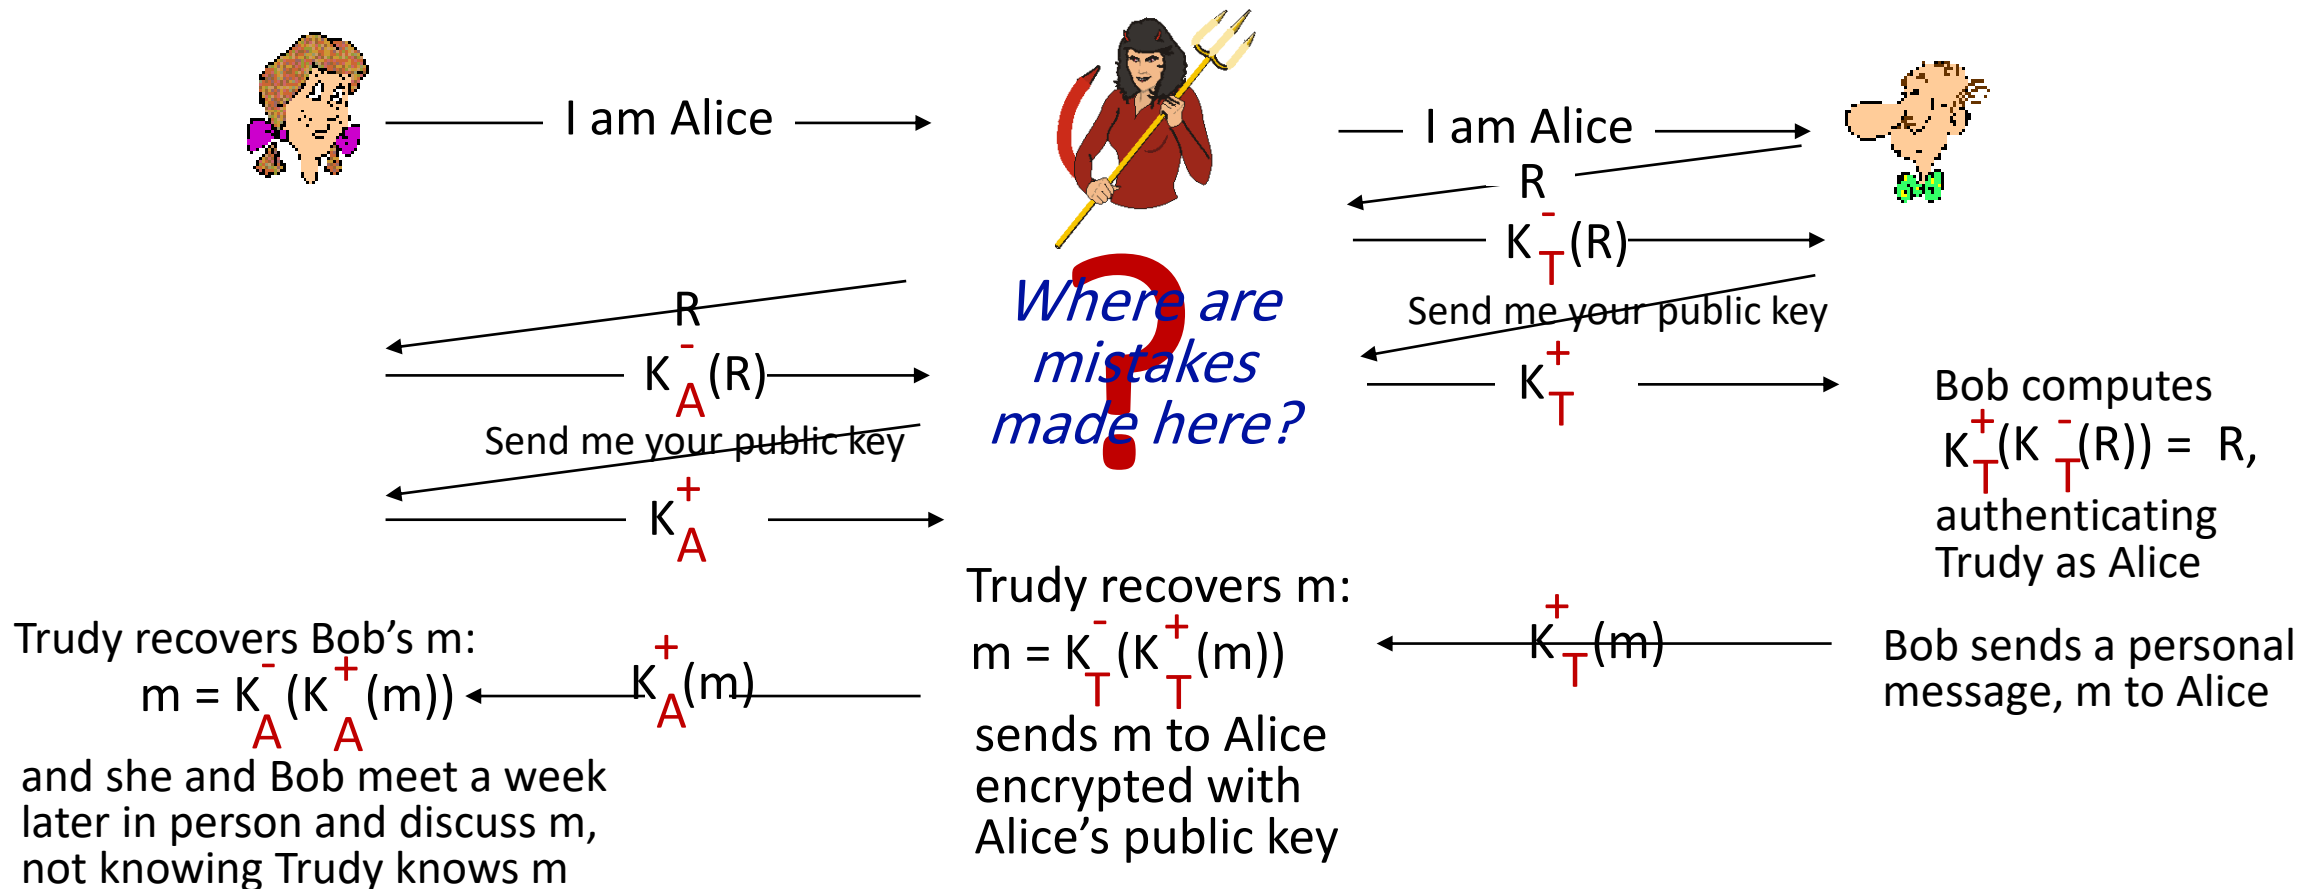 I am Alice
I am Alice
R
K-T(R)
Send me your public key
K+T
R
K-A(R)
Send me your public key
K+A
?
Where are
mistakes
made here?
Bob computes
K+T(K-T(R)) = R,
authenticating
Trudy as Alice
Bob sends a personal
message, m to Alice
K+T(m)
Trudy recovers m:
m = K-T(K+T(m))
sends m to Alice
encrypted with
Alice’s public key
K+A(m)
Trudy recovers Bob’s m:
m = K-A(K+A(m))
and she and Bob meet a week
later in person and discuss m,
not knowing Trudy knows m